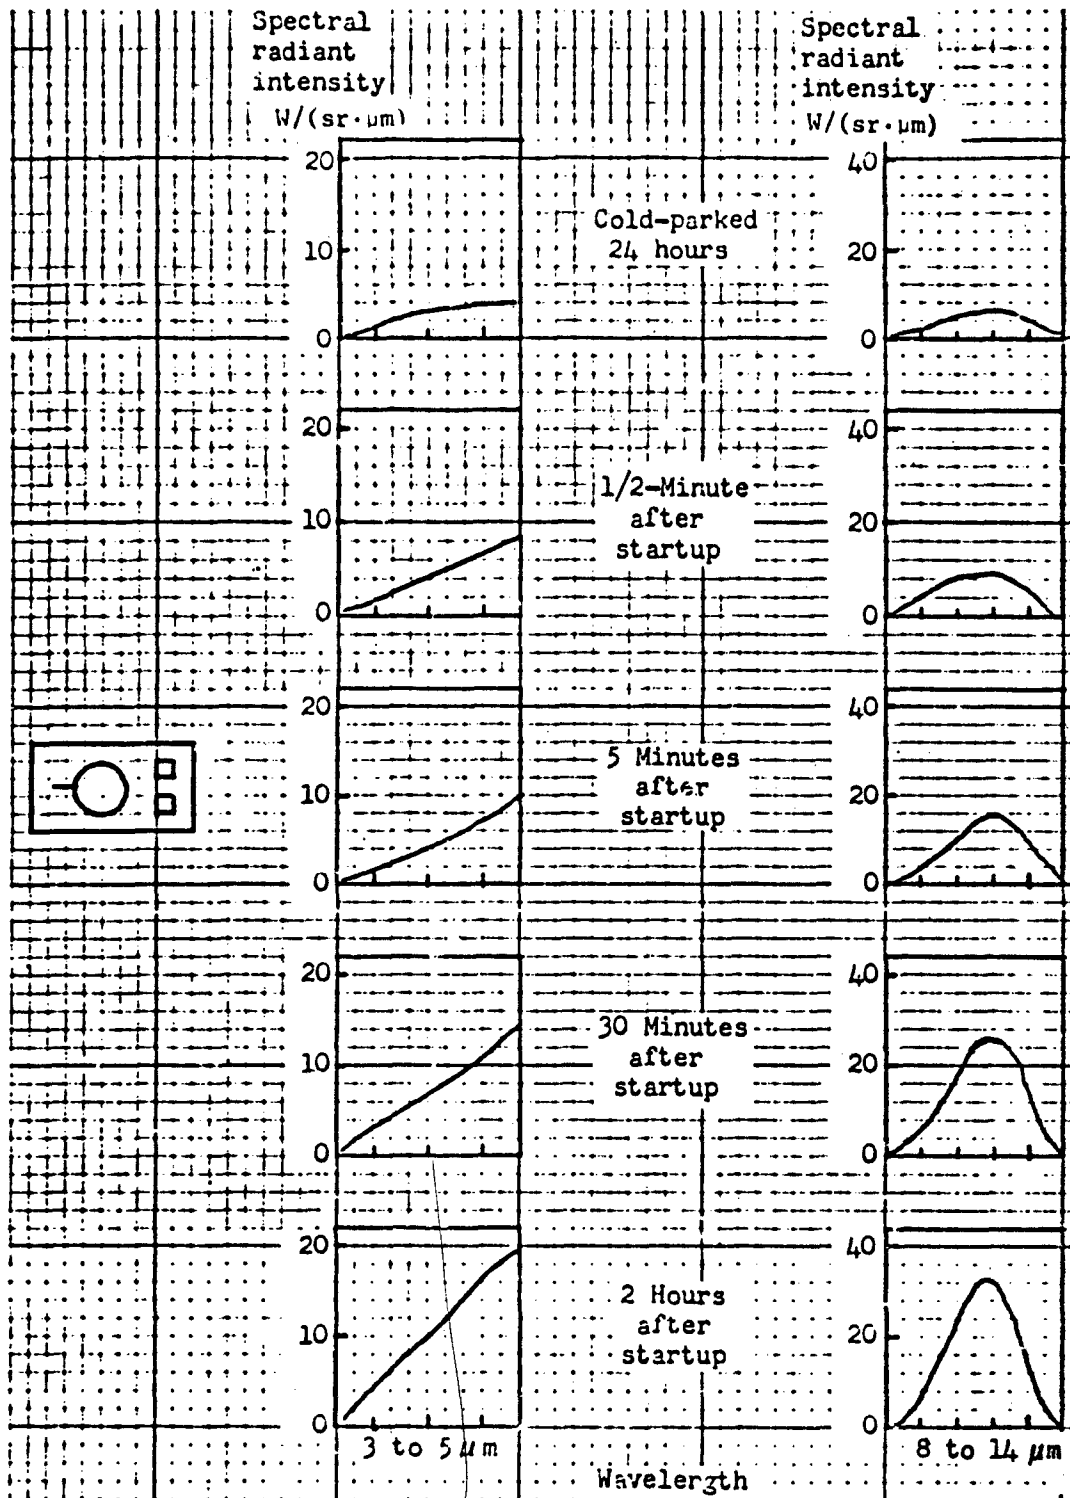 Spectral
radiant
intensity
W/(sr·μm)
Spectral
radiant
intensity
W/(sr·μm)
20
10
0
Cold-parked
24 hours
40
20
0
20
10
0
1/2-Minute
after
startup
40
20
0
20
10
0
5 Minutes
after
startup
40
20
0
20
10
0
30 Minutes
after
startup
40
20
0
20
10
0
2 Hours
after
startup
40
20
0
3 to 5 μm
8 to 14 μm
Wavelength